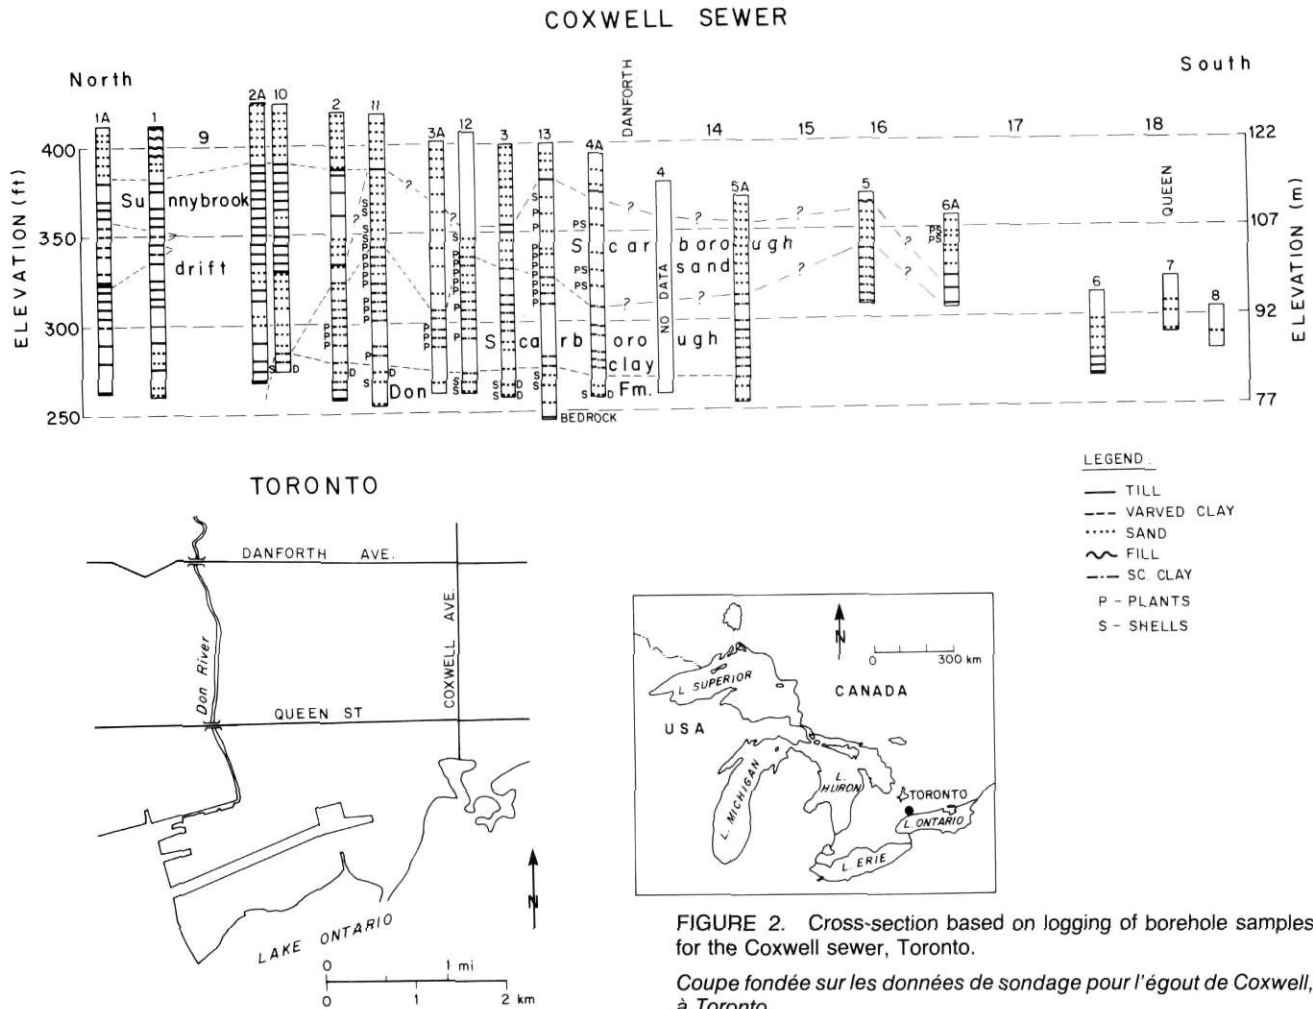 COXWELL SEWER
North
South
DANFORTH
QUEEN
1A 1 9 2A 10 2 11 3A 12 3 13 4A 4 14 5A 15 5 16 6A 17 6 18 7 8
ELEVATION (ft)
400
350
300
250
ELEVATION (m)
122
107
92
77
Sunnybrook
drift
Scarborough
sand
Scarborough
clay
Don Fm.
NO DATA
BEDROCK
LEGEND:
TILL
VARVED CLAY
SAND
FILL
SC. CLAY
P - PLANTS
S - SHELLS
TORONTO
DANFORTH AVE.
COXWELL AVE.
Don River
QUEEN ST
LAKE ONTARIO
N
0 1 mi
0 1 2 km
N
0 300 km
L. SUPERIOR
CANADA
USA
L. MICHIGAN
L. HURON
TORONTO
L. ONTARIO
L. ERIE
FIGURE 2. Cross-section based on logging of borehole samples
for the Coxwell sewer, Toronto.
Coupe fondée sur les données de sondage pour l'égout de Coxwell,
à Toronto.